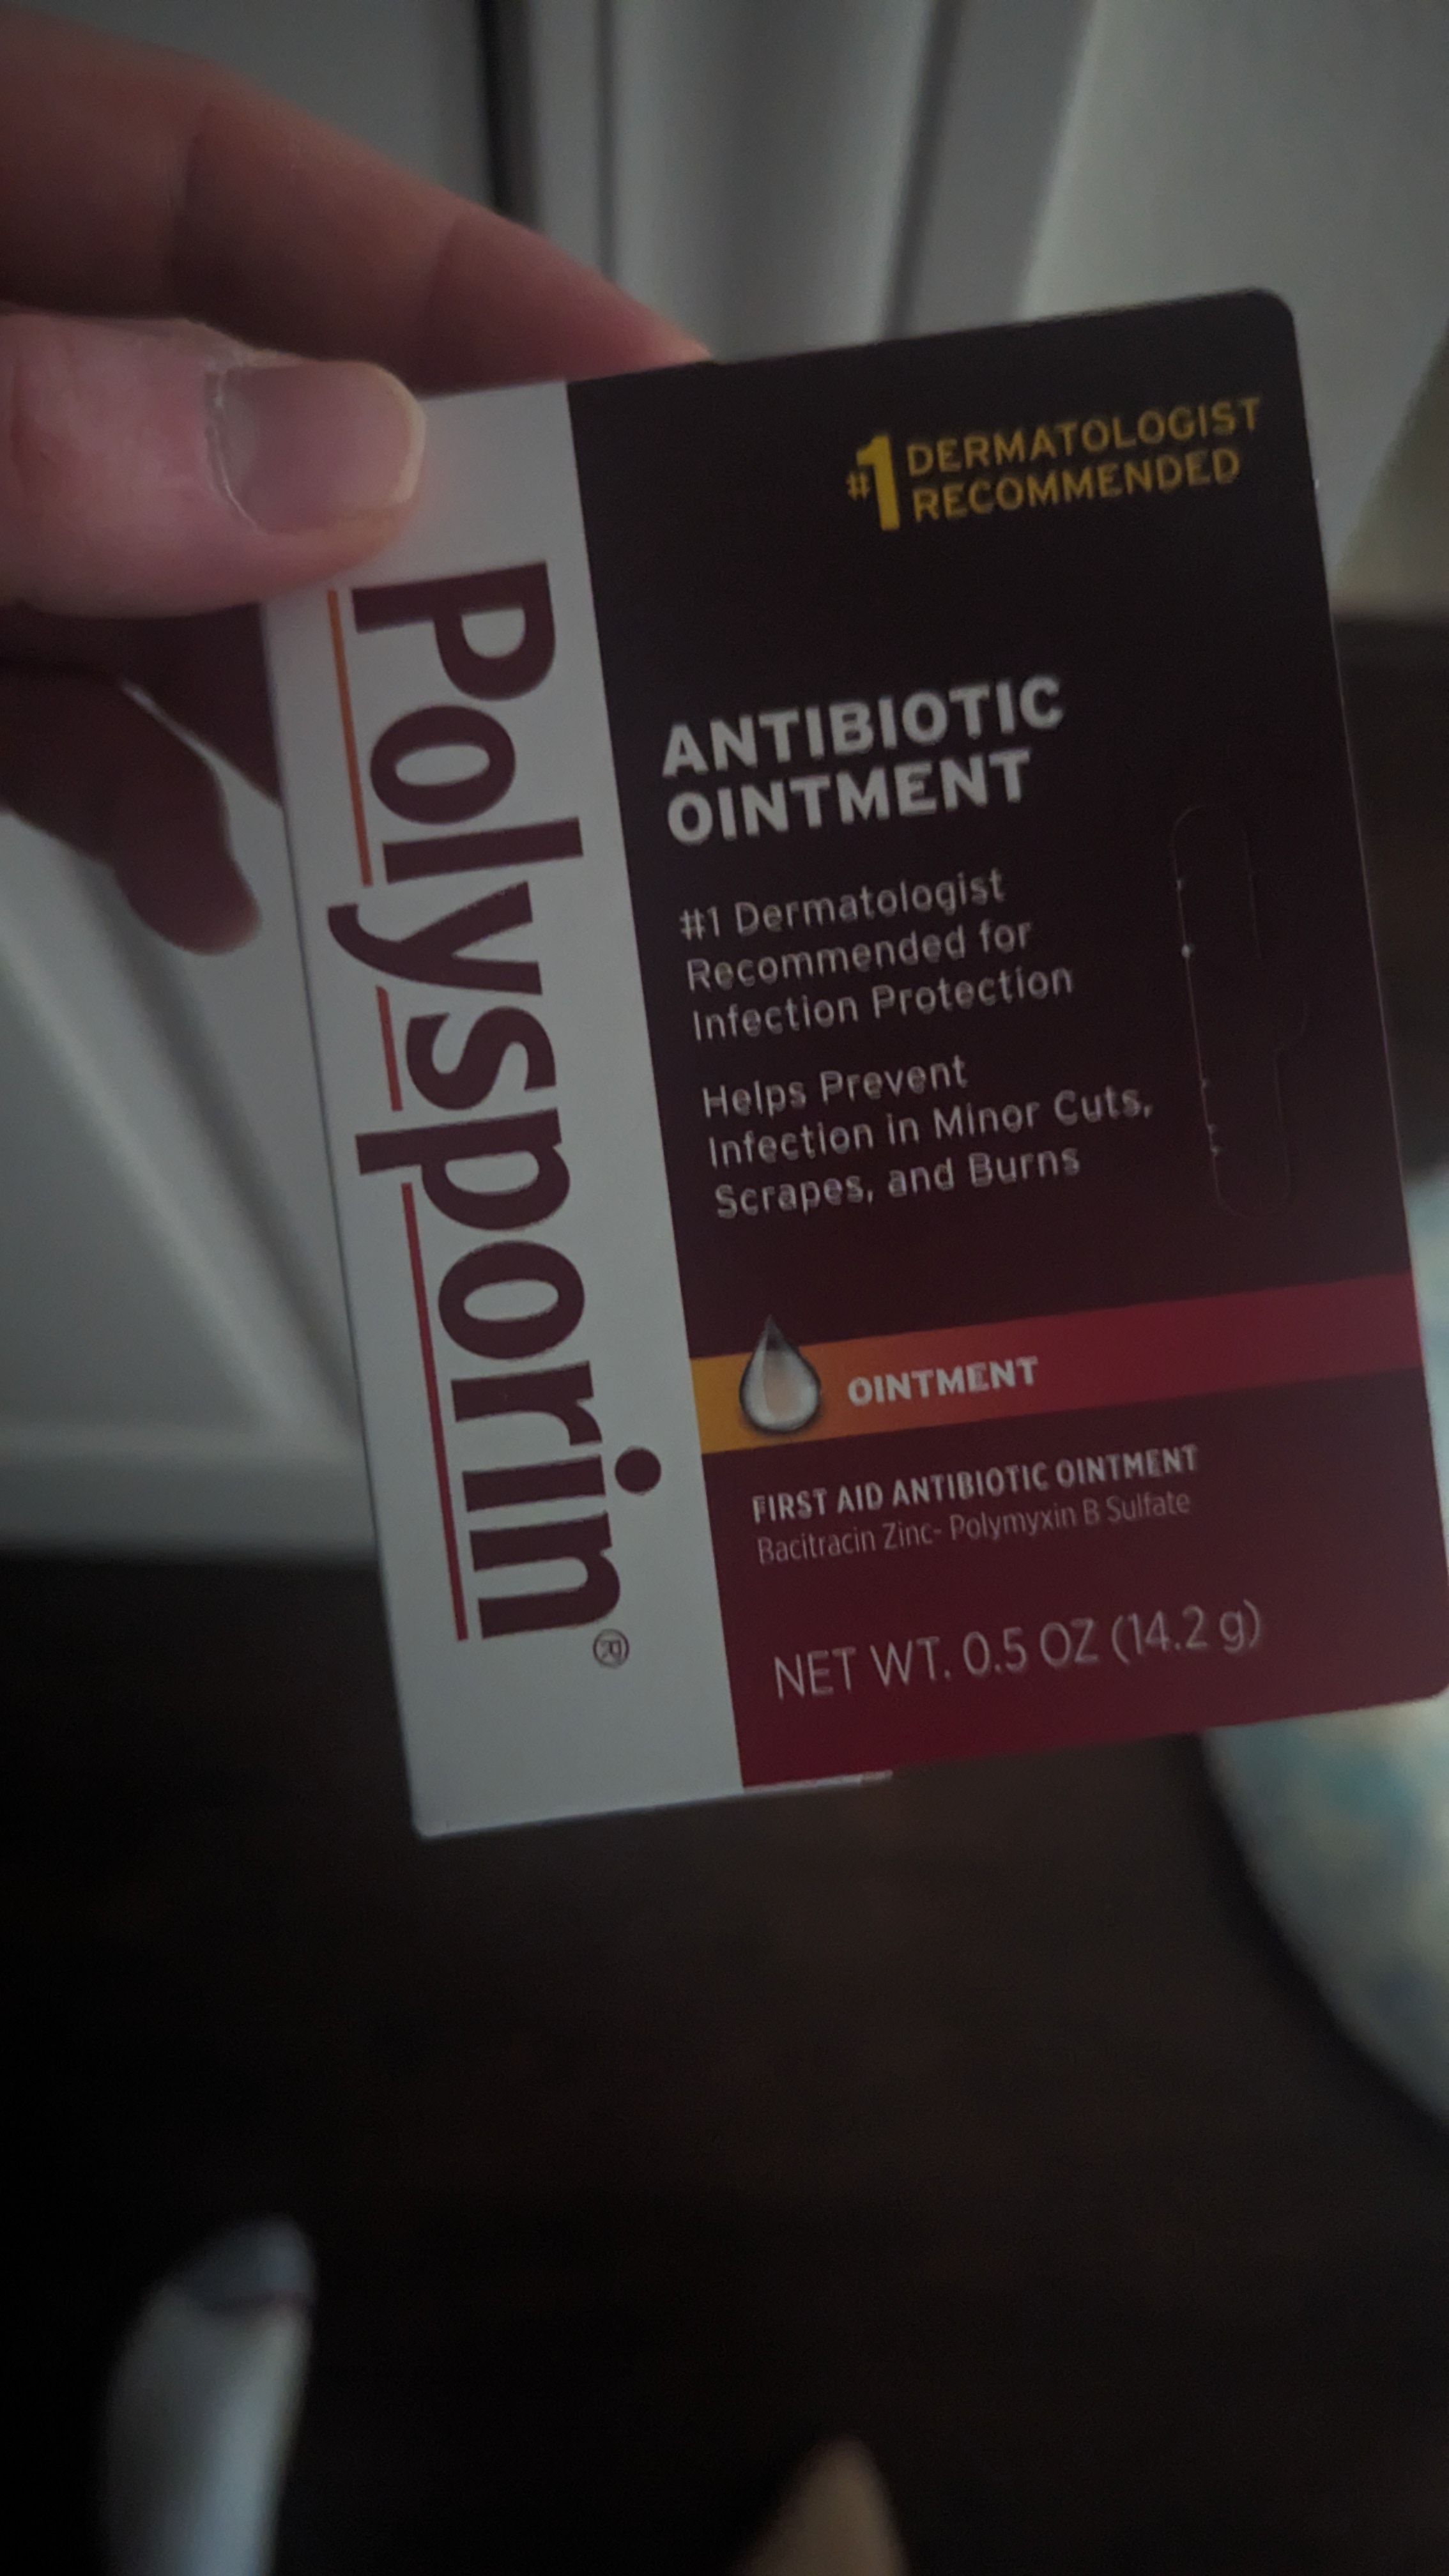 Polysporin®
#1 DERMATOLOGIST
RECOMMENDED
ANTIBIOTIC
OINTMENT
#1 Dermatologist
Recommended for
Infection Protection
Helps Prevent
Infection in Minor Cuts,
Scrapes, and Burns
OINTMENT
FIRST AID ANTIBIOTIC OINTMENT
Bacitracin Zinc- Polymyxin B Sulfate
NET WT. 0.5 OZ (14.2 g)